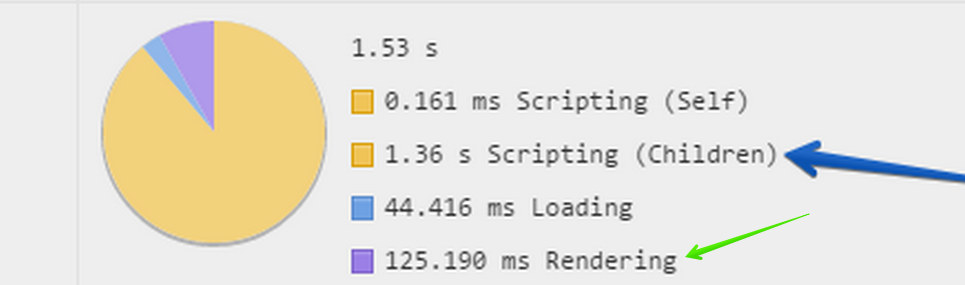 1.53 s
0.161 ms Scripting (Self)
1.36 s Scripting (Children)
44.416 ms Loading
125.190 ms Rendering